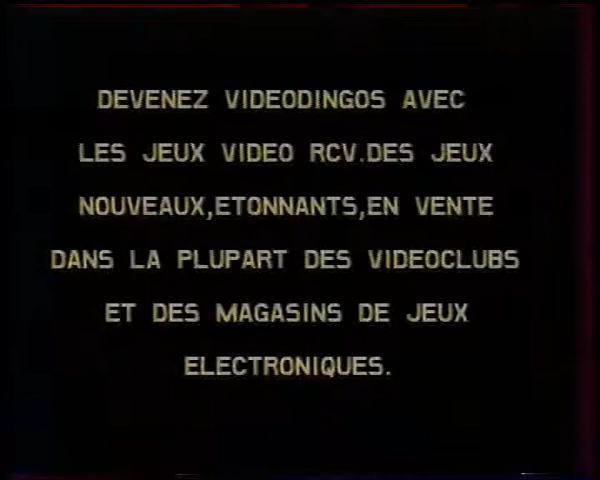 DEVENEZ VIDEODINGOS AVEC
LES JEUX VIDEO RCV.DES JEUX
NOUVEAUX,ETONNANTS,EN VENTE
DANS LA PLUPART DES VIDEOCLUBS
ET DES MAGASINS DE JEUX
ELECTRONIQUES.